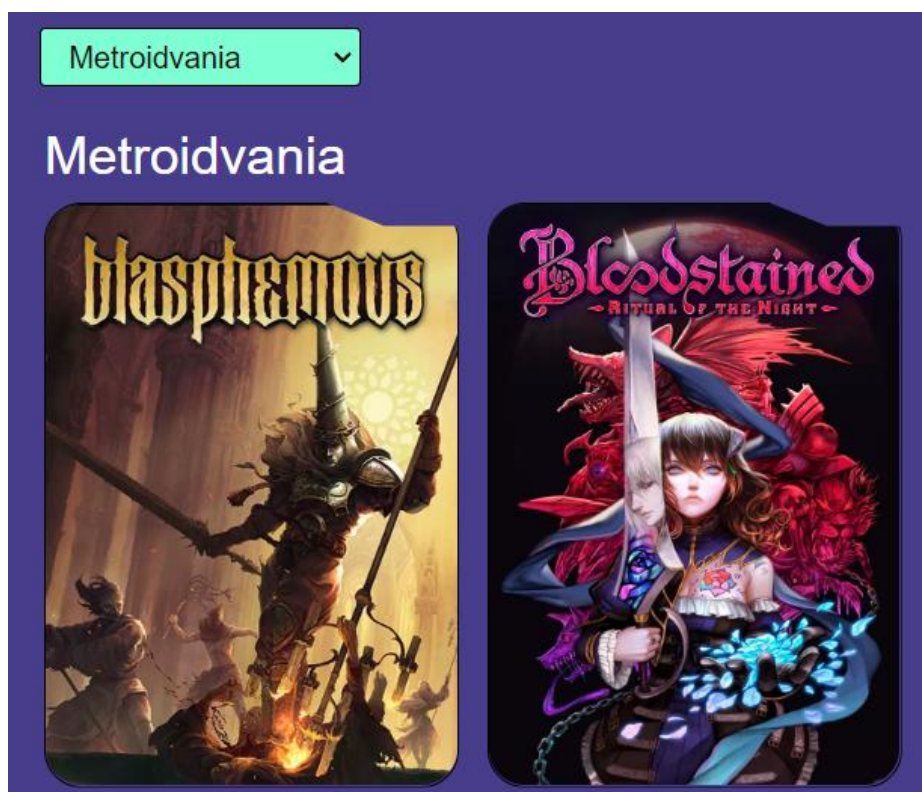 Metroidvania
Metroidvania
blasphemous
Bloodstained
RITUAL OF THE NIGHT